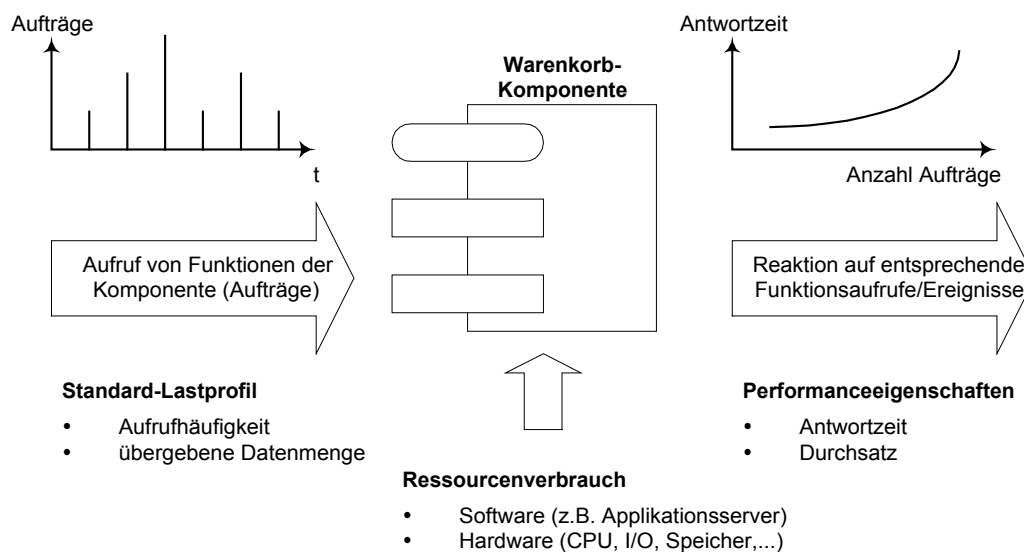 Aufträge
t
Warenkorb-
Komponente
Antwortzeit
Anzahl Aufträge
Aufruf von Funktionen der
Komponente (Aufträge)
Reaktion auf entsprechende
Funktionsaufrufe/Ereignisse
Standard-Lastprofil
• Aufrufhäufigkeit
• übergebene Datenmenge
Performanceeigenschaften
• Antwortzeit
• Durchsatz
Ressourcenverbrauch
• Software (z.B. Applikationsserver)
• Hardware (CPU, I/O, Speicher,...)